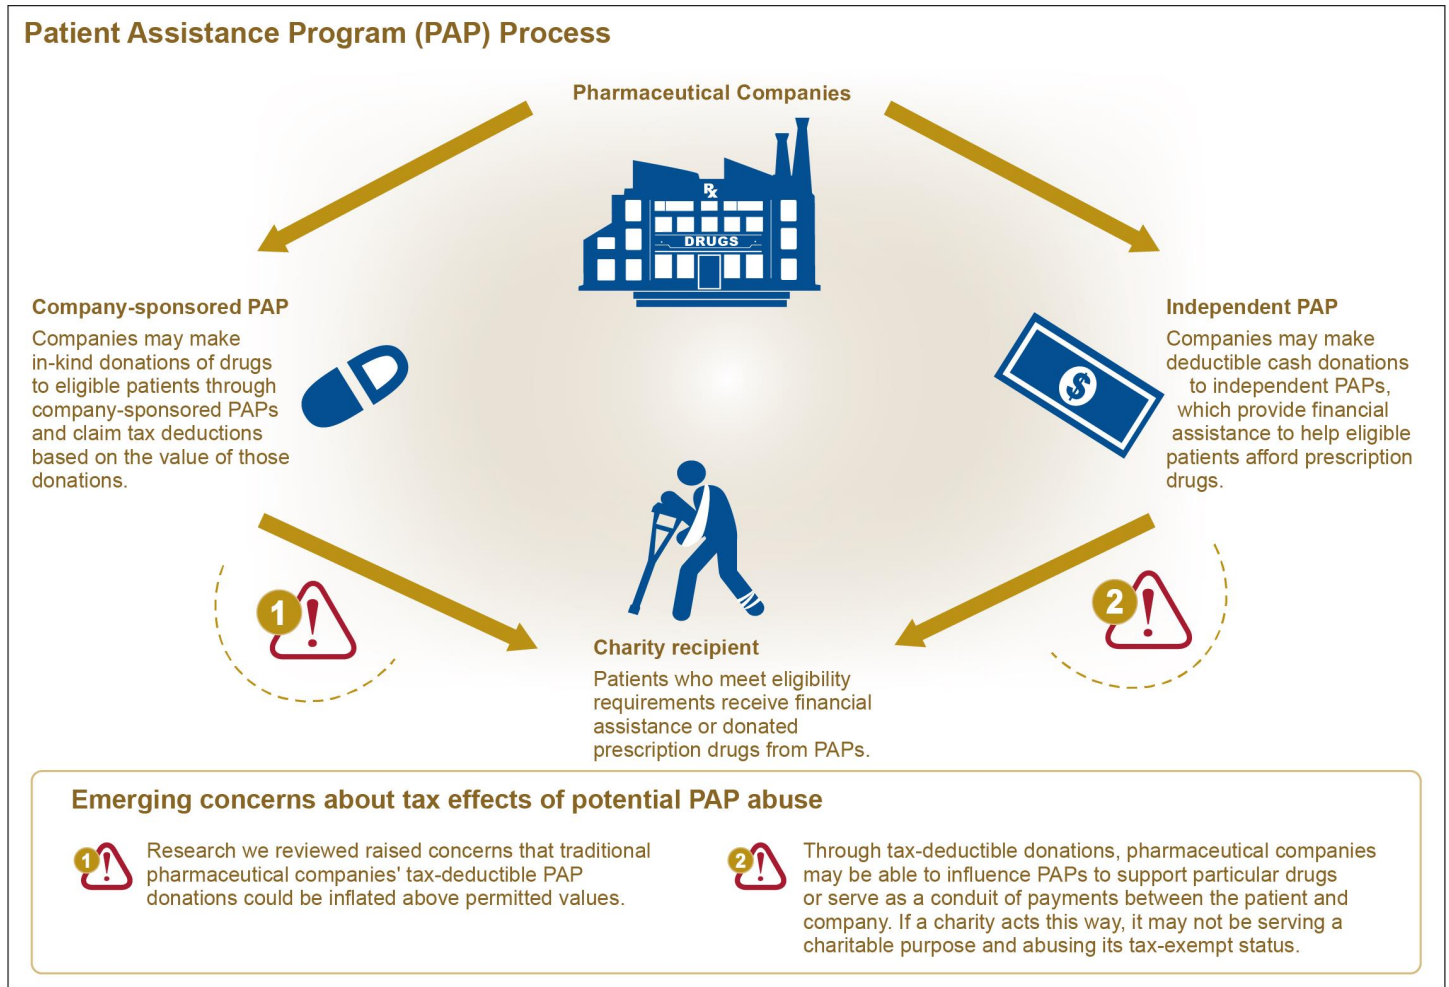 Patient Assistance Program (PAP) Process
Pharmaceutical Companies
Rx
DRUGS
Company-sponsored PAP
Companies may make
in-kind donations of drugs
to eligible patients through
company-sponsored PAPs
and claim tax deductions
based on the value of those
donations.
Independent PAP
Companies may make
deductible cash donations
to independent PAPs,
which provide financial
assistance to help eligible
patients afford prescription
drugs.
$
1
!
2
!
Charity recipient
Patients who meet eligibility
requirements receive financial
assistance or donated
prescription drugs from PAPs.
Emerging concerns about tax effects of potential PAP abuse
1
!
Research we reviewed raised concerns that traditional
pharmaceutical companies' tax-deductible PAP
donations could be inflated above permitted values.
2
!
Through tax-deductible donations, pharmaceutical companies
may be able to influence PAPs to support particular drugs
or serve as a conduit of payments between the patient and
company. If a charity acts this way, it may not be serving a
charitable purpose and abusing its tax-exempt status.